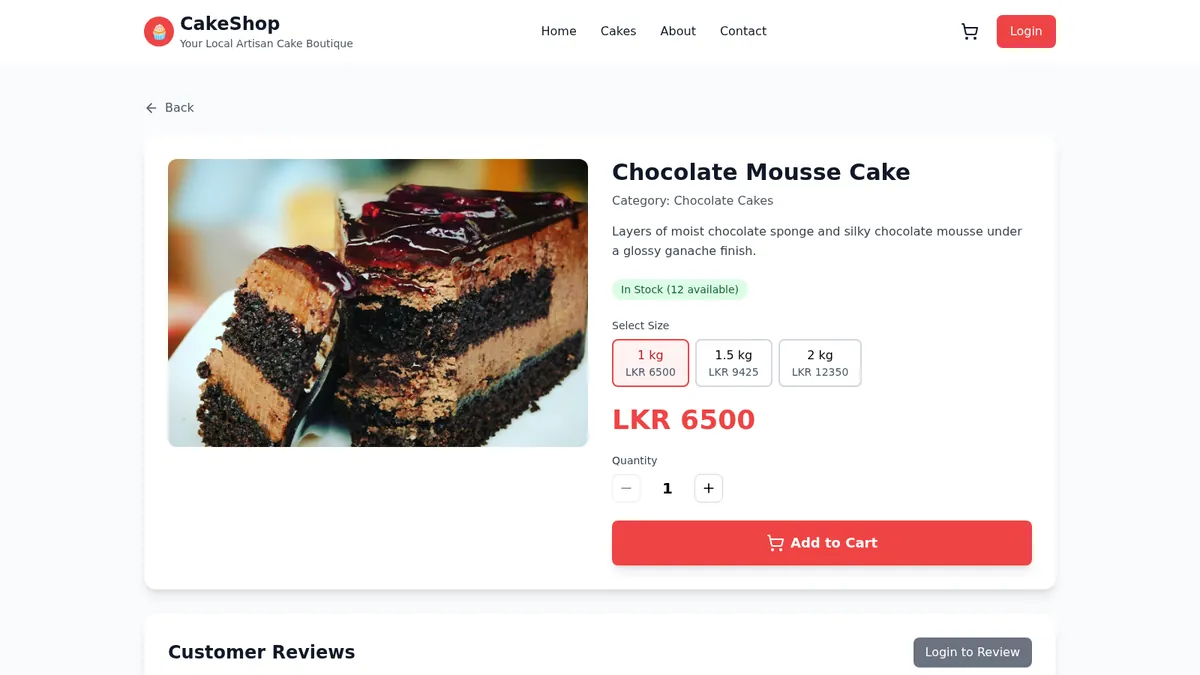 CakeShop
Your Local Artisan Cake Boutique
Home
Cakes
About
Contact
Login
Back
Chocolate Mousse Cake
Category: Chocolate Cakes
Layers of moist chocolate sponge and silky chocolate mousse under
a glossy ganache finish.
In Stock (12 available)
Select Size
1 kg
LKR 6500
1.5 kg
LKR 9425
2 kg
LKR 12350
LKR 6500
Quantity
1
Add to Cart
Customer Reviews
Login to Review